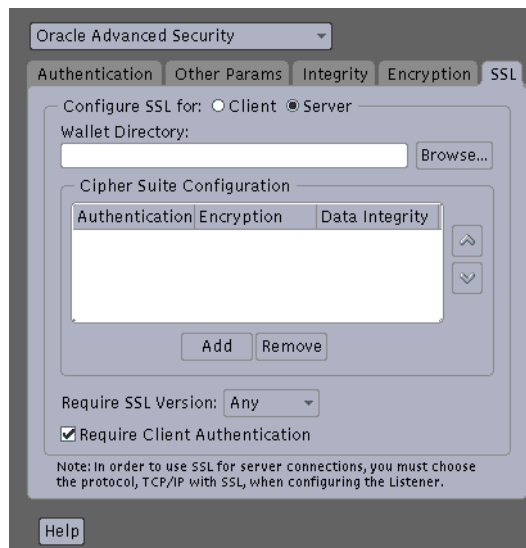 Oracle Advanced Security
Authentication Other Params Integrity Encryption SSL
Configure SSL for: Client Server
Wallet Directory:
Browse...
Cipher Suite Configuration
Authentication Encryption Data Integrity
Add Remove
Require SSL Version: Any
Require Client Authentication
Note: In order to use SSL for server connections, you must choose
the protocol, TCP/IP with SSL, when configuring the Listener.
Help